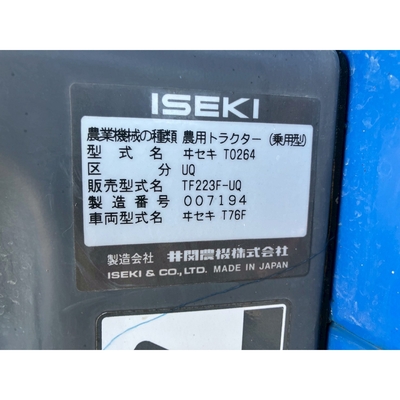 ISEKI
農業機械の種類 農用トラクター(乗用型)
型式名 ヰセキ T0264
区分 UQ
販売型式名 TF223F-UQ
製造番号 007194
車両型式名 ヰセキ T76F
製造会社 井関農機株式会社
ISEKI & CO.,LTD. MADE IN JAPAN